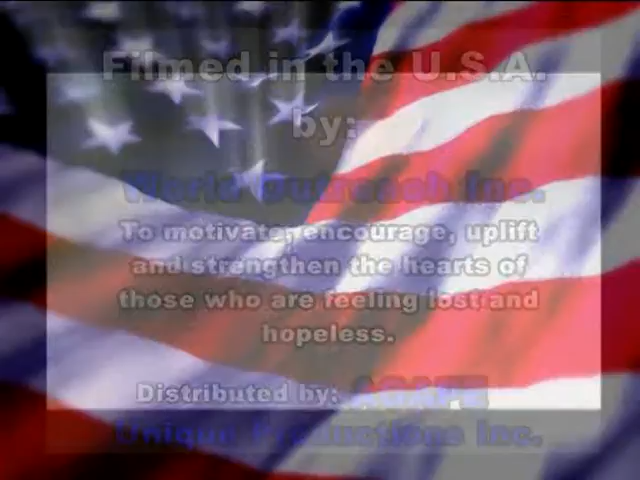 Filmed in the U.S.A.
by:
World Outreach Inc.
To motivate, encourage, uplift
and strengthen the hearts of
those who are feeling lost and
hopeless.
Distributed by: AGAPE
Unique Productions Inc.